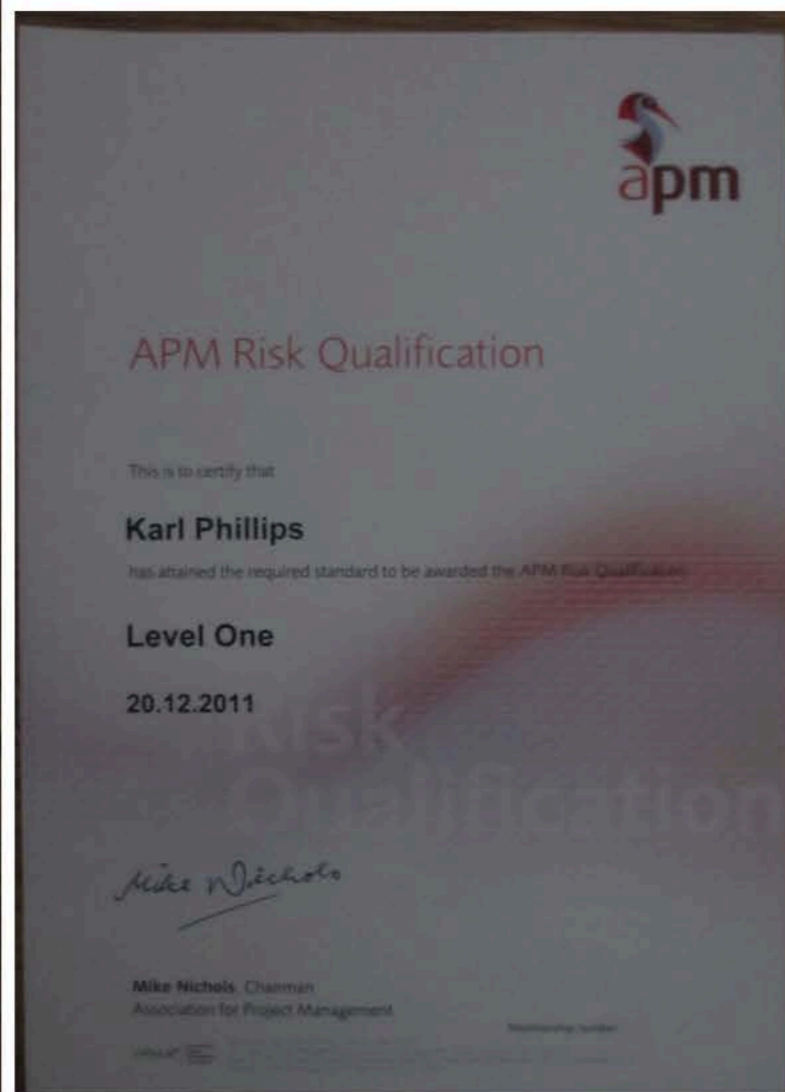 apm
APM Risk Qualification
This is to certify that
Karl Phillips
has attained the required standard to be awarded the APM Risk Qualification
Level One
20.12.2011
Risk
Qualification
Mike Nichols
Mike Nichols, Chairman
Association for Project Management
Membership number